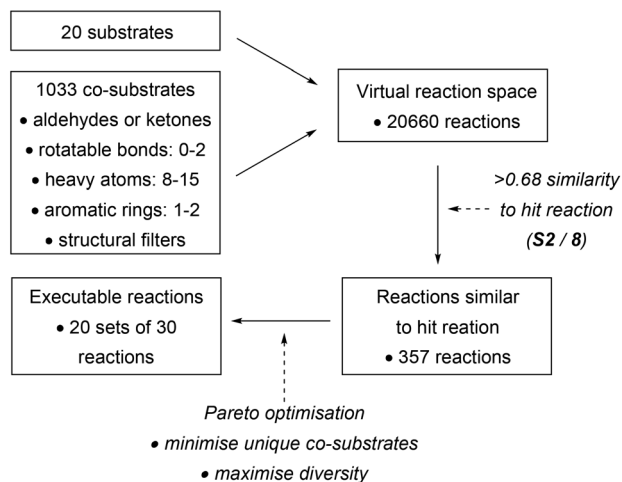 20 substrates
1033 co-substrates
• aldehydes or ketones
• rotatable bonds: 0-2
• heavy atoms: 8-15
• aromatic rings: 1-2
• structural filters
Virtual reaction space
• 20660 reactions
>0.68 similarity
to hit reaction
(S2 / 8)
Reactions similar
to hit reation
• 357 reactions
Executable reactions
• 20 sets of 30
reactions
Pareto optimisation
• minimise unique co-substrates
• maximise diversity